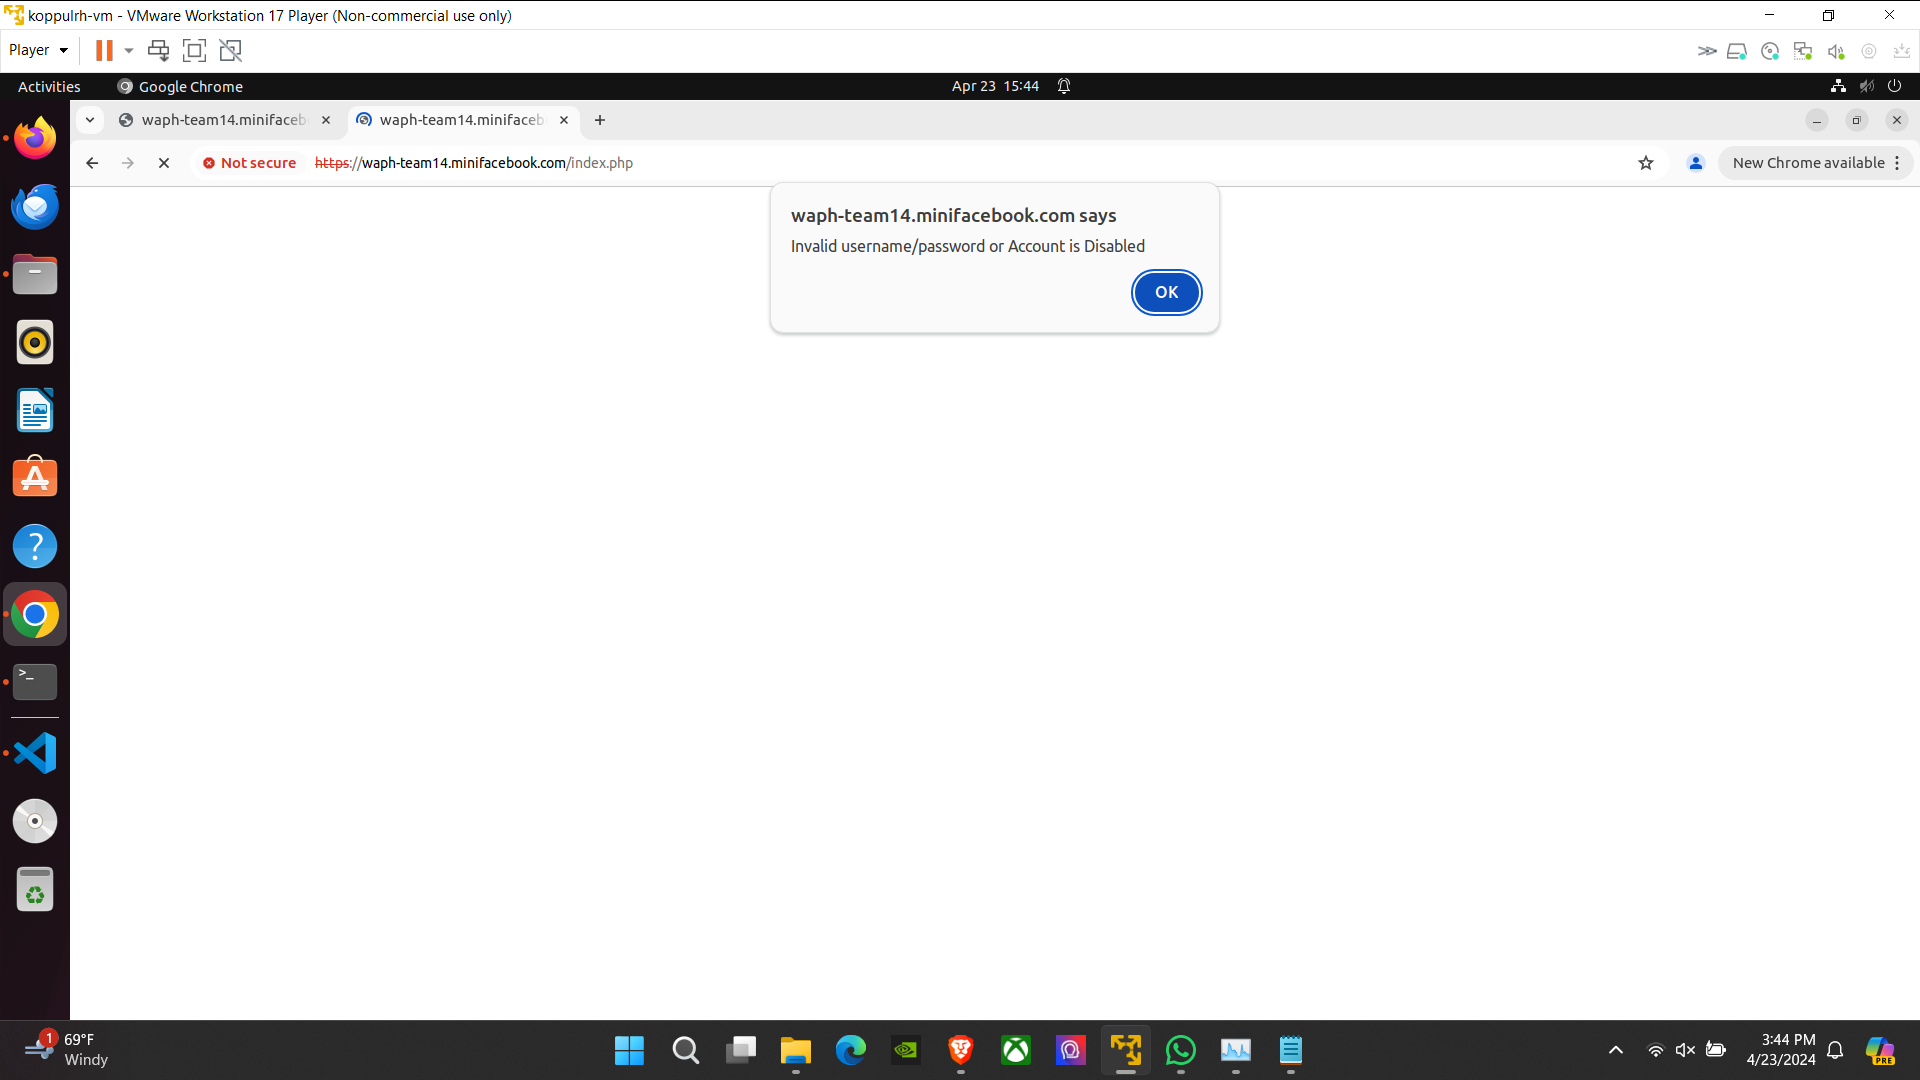 koppulrh-vm - VMware Workstation 17 Player (Non-commercial use only)
Player
Activities
Google Chrome
Apr 23 15:44
waph-team14.minifaceb
waph-team14.minifaceb
Not secure
https://waph-team14.minifacebook.com/index.php
New Chrome available
waph-team14.minifacebook.com says
Invalid username/password or Account is Disabled
OK
>_
?
1
69°F
Windy
3:44 PM
4/23/2024
PRE